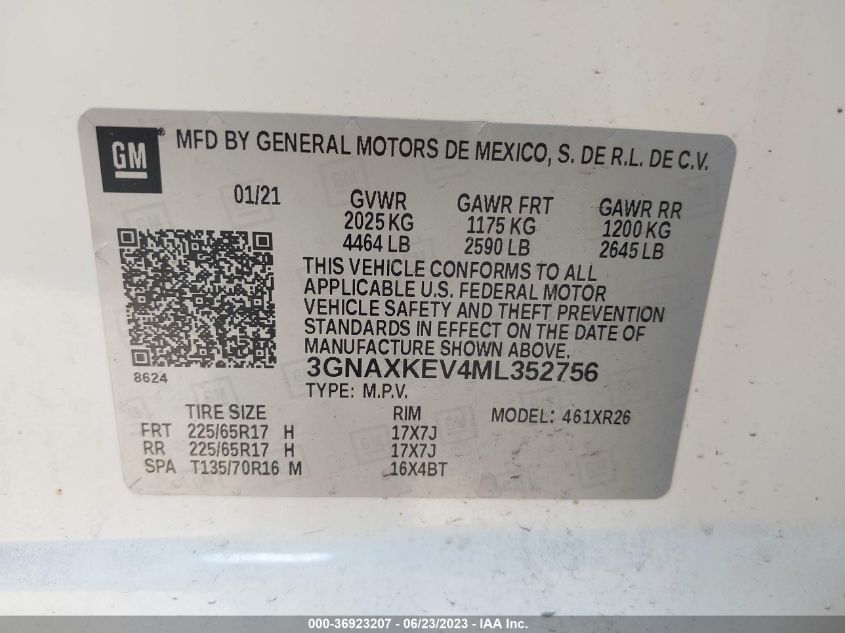 GM
MFD BY GENERAL MOTORS DE MEXICO, S. DE R.L. DE C.V.
01/21 GVWR GAWR FRT GAWR RR
2025 KG 1175 KG 1200 KG
4464 LB 2590 LB 2645 LB
THIS VEHICLE CONFORMS TO ALL
APPLICABLE U.S. FEDERAL MOTOR
VEHICLE SAFETY AND THEFT PREVENTION
STANDARDS IN EFFECT ON THE DATE OF
MANUFACTURE SHOWN ABOVE.
8624
3GNAXKEV4ML352756
TYPE: M.P.V.
TIRE SIZE RIM MODEL: 461XR26
FRT 225/65R17 H 17X7J
RR 225/65R17 H 17X7J
SPA T135/70R16 M 16X4BT
000-36923207 - 06/23/2023 - IAA Inc.